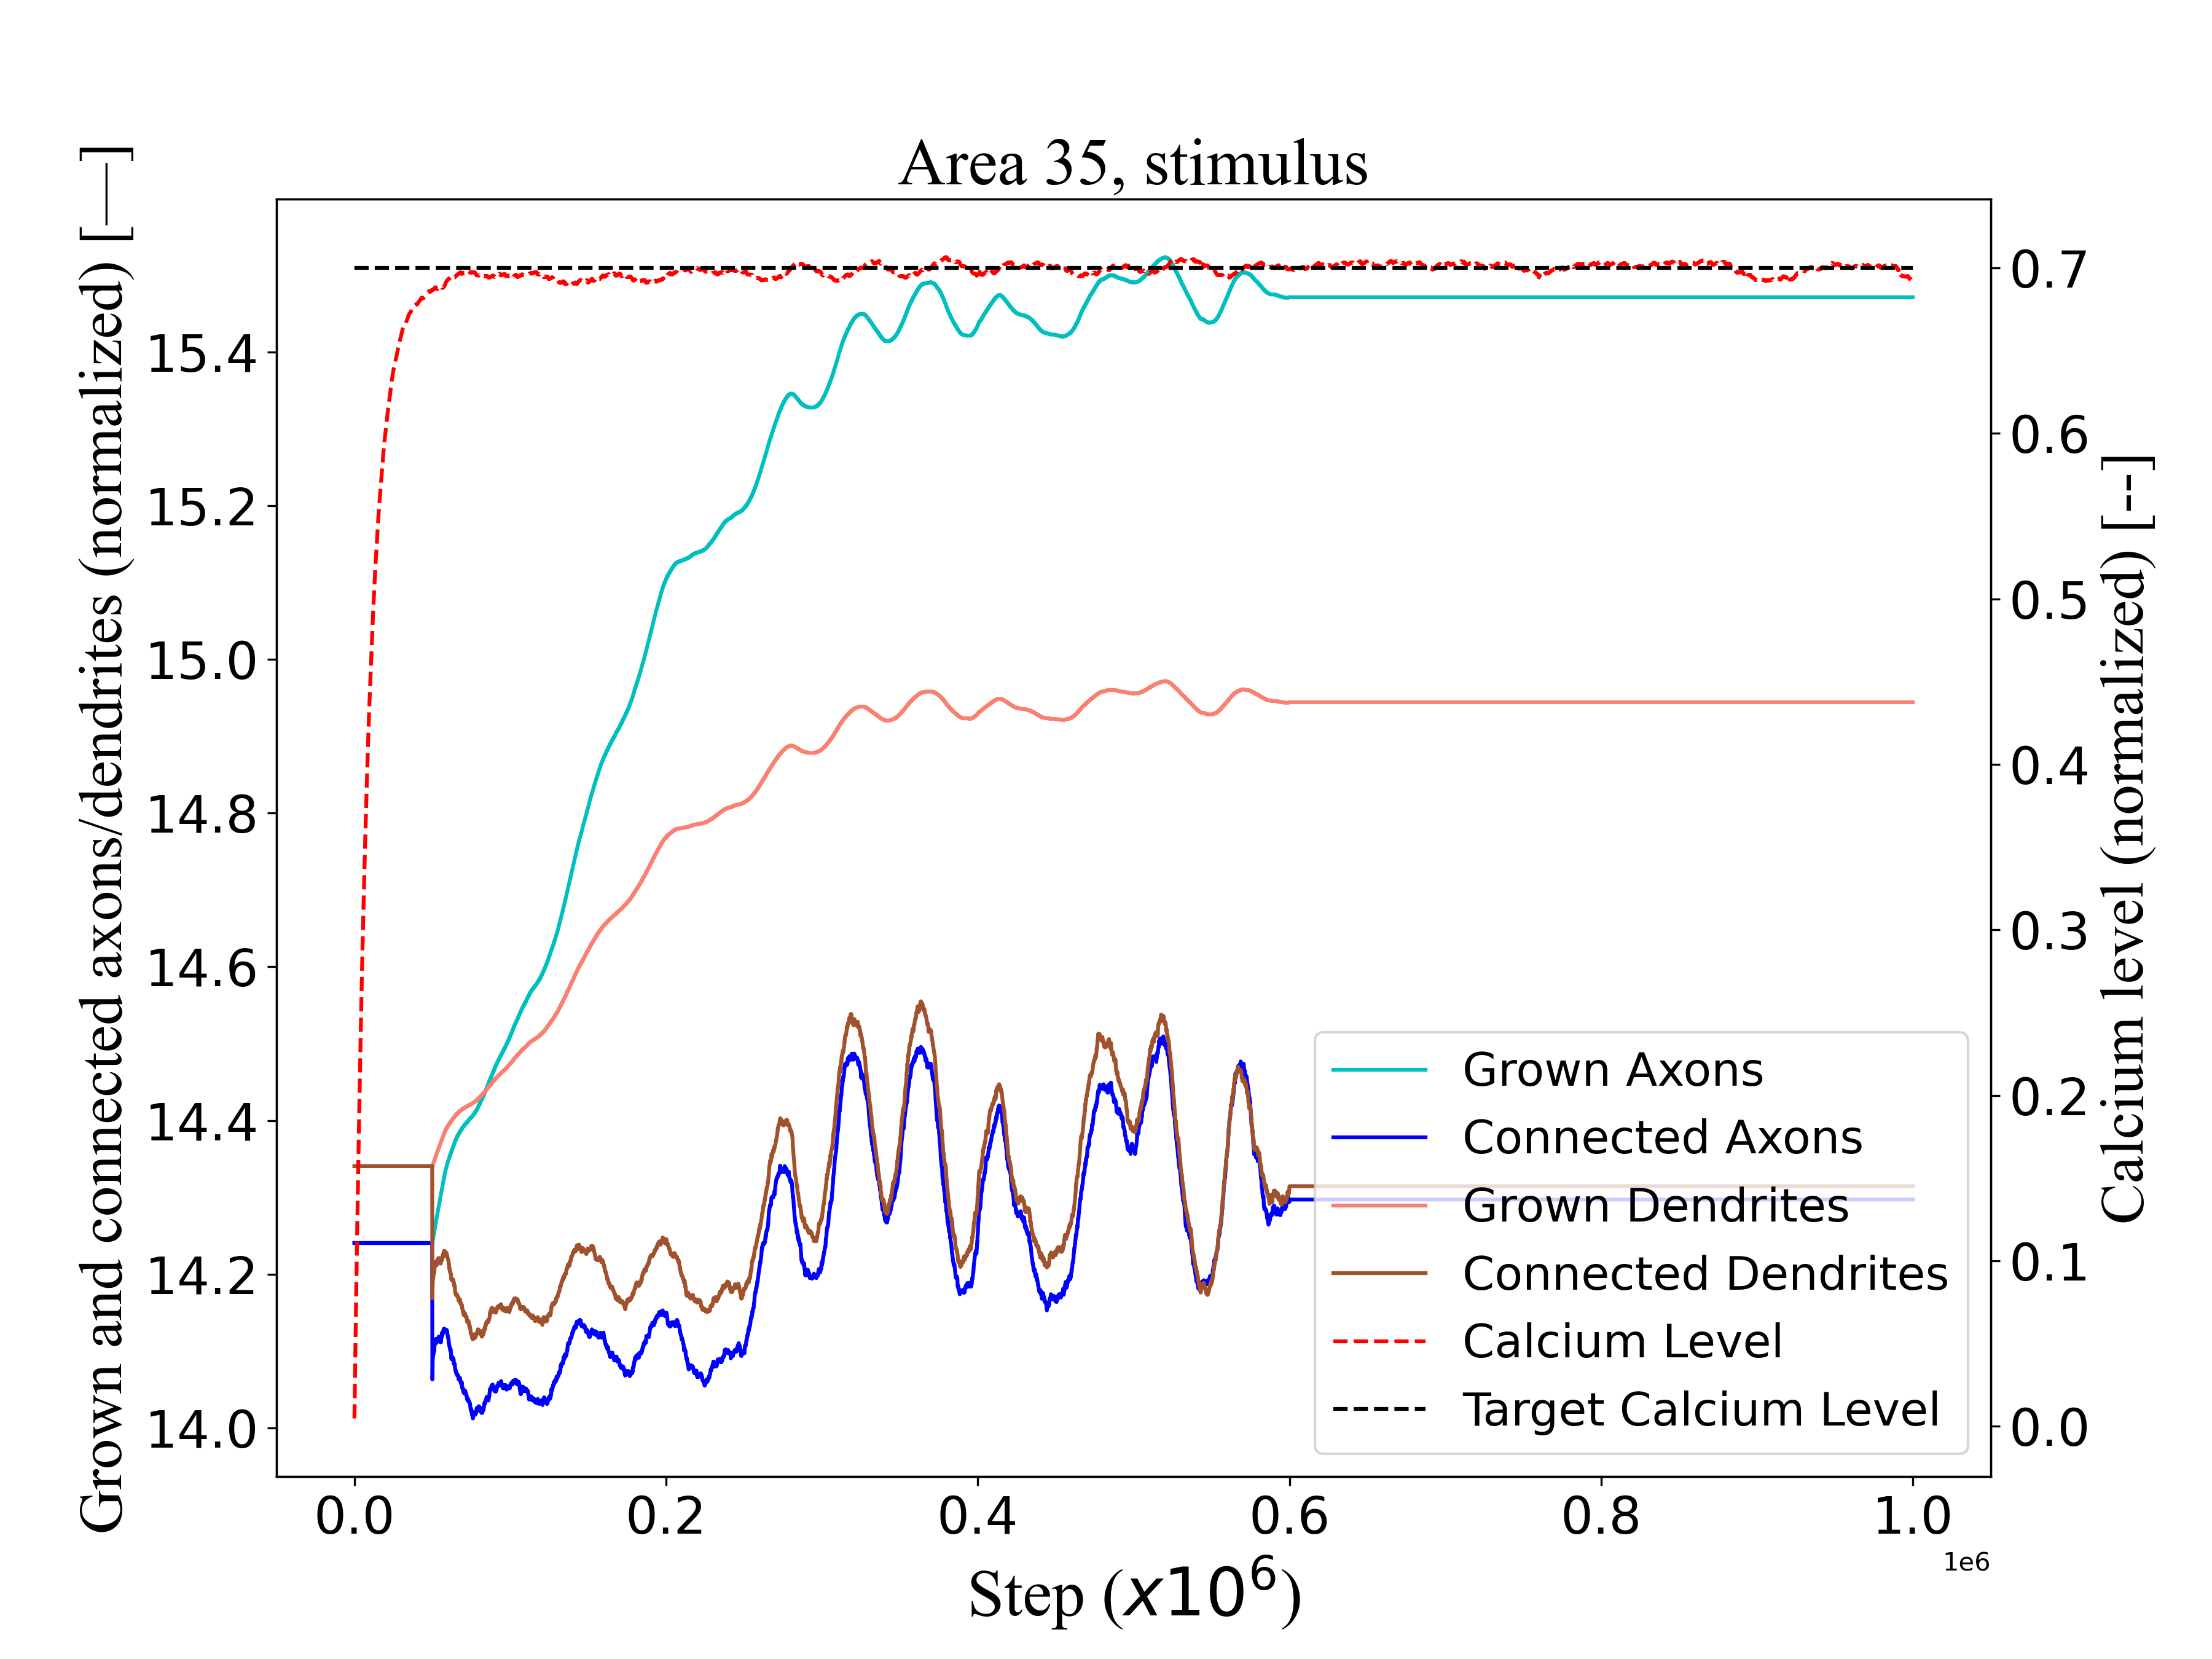 Area 35, stimulus
Grown and connected axons/dendrites (normalized) [—]
15.4
15.2
15.0
14.8
14.6
14.4
14.2
14.0
0.7
0.6
0.5
0.4
0.3
0.2
0.1
0.0
Calcium level (normalized) [--]
Grown Axons
Connected Axons
Grown Dendrites
Connected Dendrites
Calcium Level
Target Calcium Level
0.0 0.2 0.4 0.6 0.8 1.0
1e6
Step (x10⁶)